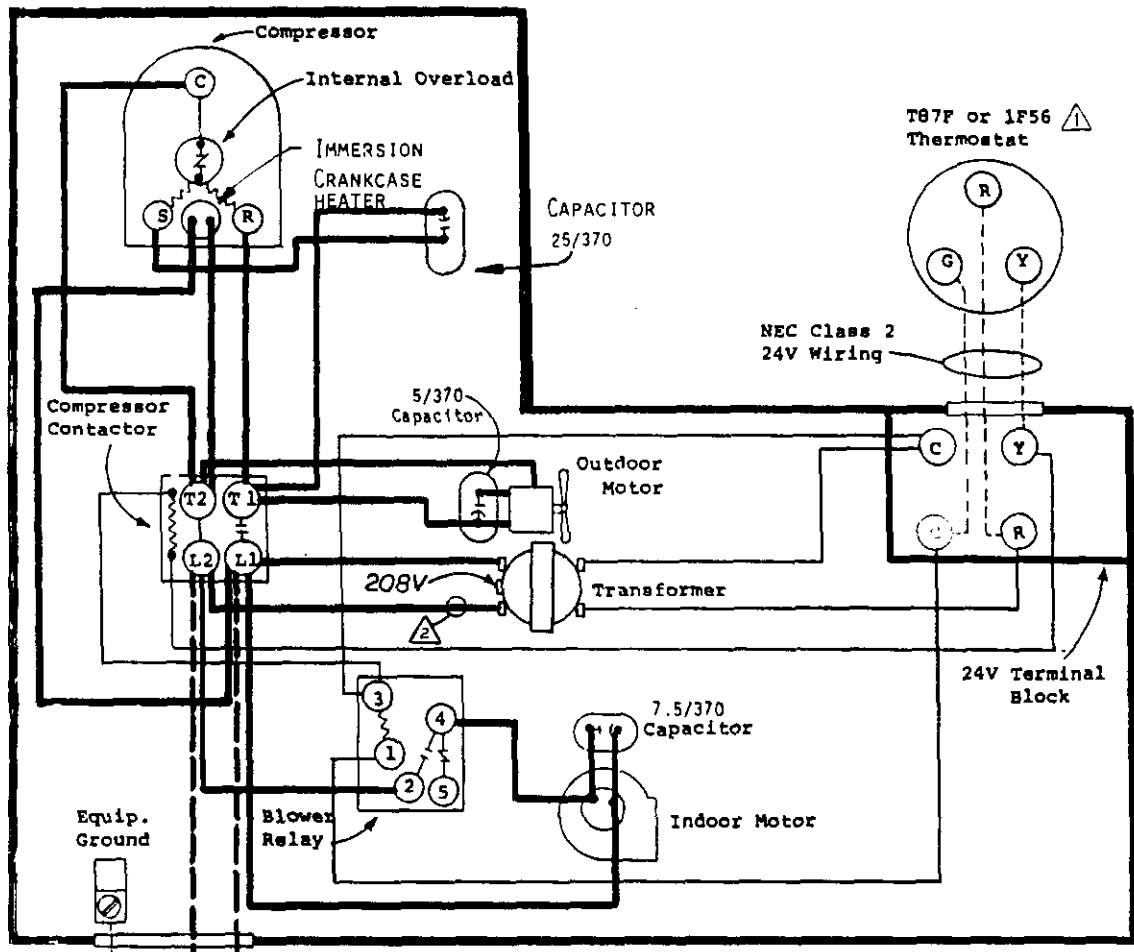 Compressor
C
Internal Overload
IMMERSION
CRANKCASE
HEATER
S
R
CAPACITOR
25/370
T87F or 1F56 1
Thermostat
R
G
Y
NEC Class 2
24V Wiring
5/370
Capacitor
Compressor
Contactor
C
Y
Outdoor
Motor
T2
T1
L2
L1
R
208V
Transformer
2
24V Terminal
Block
3
4
1
2
5
7.5/370
Capacitor
Blower
Relay
Indoor Motor
Equip.
Ground